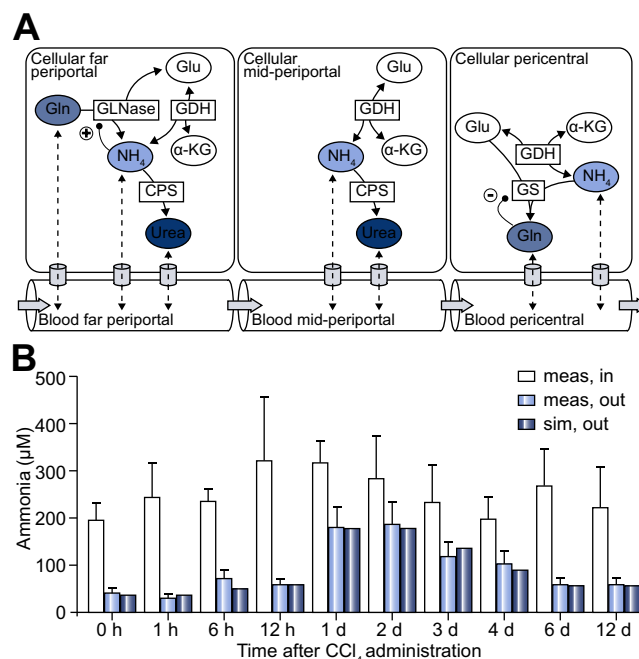 A
Cellular far
periportal
Glu
Gln
GLNase
GDH
+
NH₄
α-KG
CPS
Urea
Blood far periportal
Cellular
mid-periportal
Glu
GDH
NH₄
α-KG
CPS
Urea
Blood mid-periportal
Cellular pericentral
Glu
α-KG
GDH
NH₄
GS
-
Gln
Blood pericentral
B
Ammonia (µM)
500
400
300
200
100
0
meas, in
meas, out
sim, out
0 h 1 h 6 h 12 h 1 d 2 d 3 d 4 d 6 d 12 d
Time after CCl₄ administration